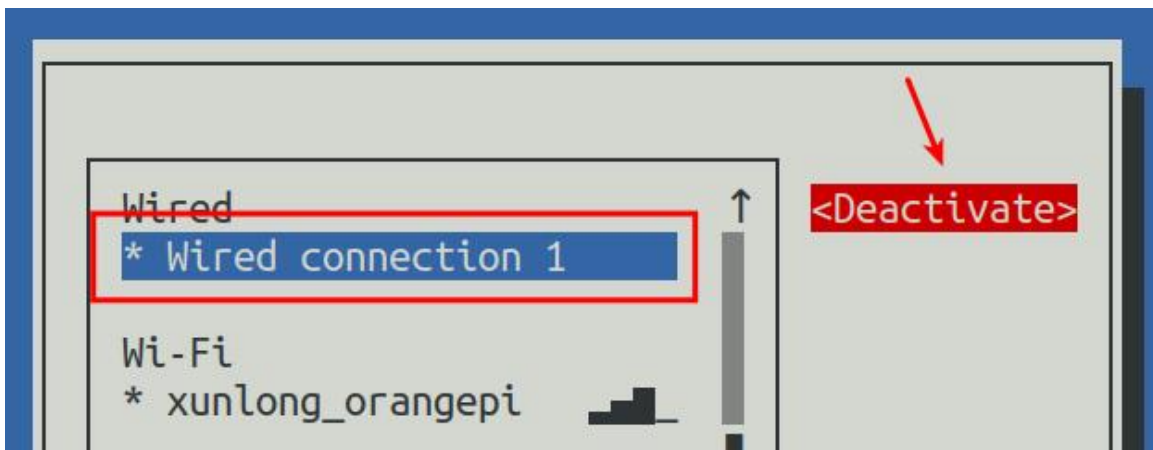 Wired
* Wired connection 1
<Deactivate>
Wi-Fi
* xunlong_orangepi